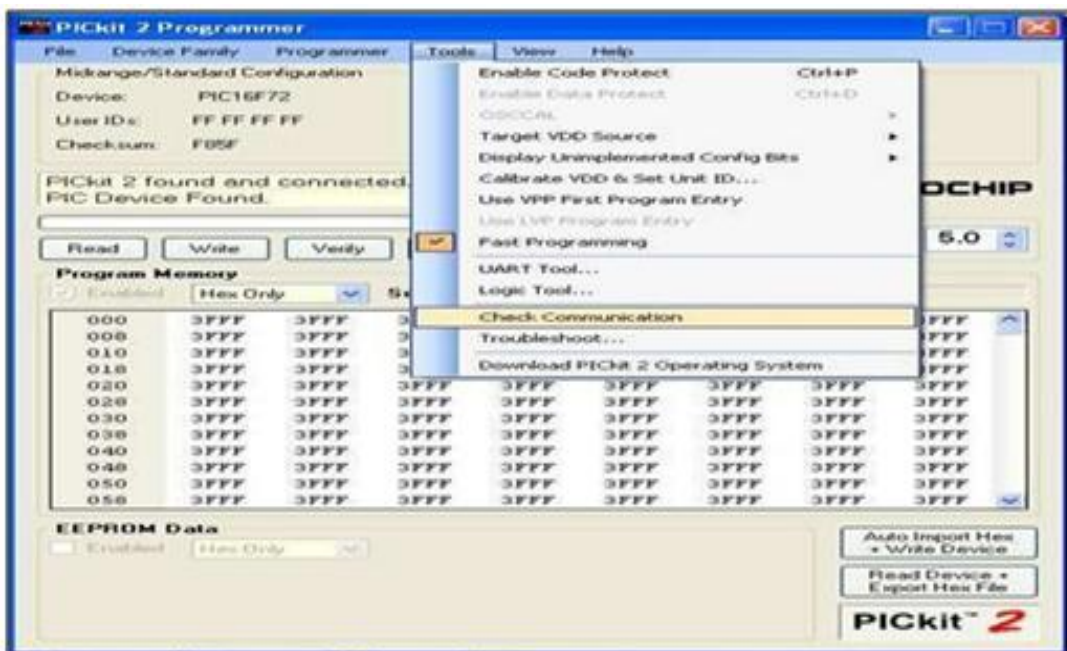 PICkit 2 Programmer
File Device Family Programmer Tools View Help
Midrange/Standard Configuration
Device: PIC16F72
User IDs: FF FF FF FF
Checksum: F85F
PICkit 2 found and connected.
PIC Device Found.
OCHIP
Read Write Verify
5.0
Enable Code Protect Ctrl+P
Enable Data Protect Ctrl+D
OSCCAL
Target VDD Source
Display Unimplemented Config Bits
Calibrate VDD & Set Unit ID...
Use VPP First Program Entry
Use LVP Program Entry
Fast Programming
UART Tool...
Logic Tool...
Check Communication
Troubleshoot...
Download PICkit 2 Operating System
Program Memory
Enabled Hex Only
000 3FFF 3FFF 3FFF
008 3FFF 3FFF 3FFF
010 3FFF 3FFF 3FFF
018 3FFF 3FFF 3FFF
020 3FFF 3FFF 3FFF 3FFF 3FFF 3FFF 3FFF 3FFF
028 3FFF 3FFF 3FFF 3FFF 3FFF 3FFF 3FFF 3FFF
030 3FFF 3FFF 3FFF 3FFF 3FFF 3FFF 3FFF 3FFF
038 3FFF 3FFF 3FFF 3FFF 3FFF 3FFF 3FFF 3FFF
040 3FFF 3FFF 3FFF 3FFF 3FFF 3FFF 3FFF 3FFF
048 3FFF 3FFF 3FFF 3FFF 3FFF 3FFF 3FFF 3FFF
050 3FFF 3FFF 3FFF 3FFF 3FFF 3FFF 3FFF 3FFF
058 3FFF 3FFF 3FFF 3FFF 3FFF 3FFF 3FFF 3FFF
EEPROM Data
Enabled Hex Only
Auto Import Hex
+ Write Device
Read Device +
Export Hex File
PICkit™ 2